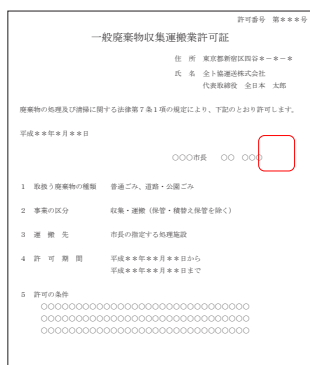 許可番号 第***号
一般廃棄物収集運搬業許可証
住 所 東京都新宿区四谷*-*-*
氏 名 全ト協運送株式会社
代表取締役 全日本 太郎
廃棄物の処理及び清掃に関する法律第7条1項の規定により、下記のとおり許可します。
平成**年*月**日
○○○市長 ○○ ○○○
1 取扱う廃棄物の種類 普通ごみ、道路・公園ごみ
2 事業の区分 収集・運搬(保管・積替え保管を除く)
3 運 搬 先 市長の指定する処理施設
4 許 可 期 間 平成**年**月**日から
平成**年**月**日まで
5 許可の条件
○○○○○○○○○○○○○○○○○○○○○○○○○○○○○○
○○○○○○○○○○○○○○○○○○○○○○○○○○○○○○
○○○○○○○○○○○○○○○○○○○○○○○○○○○○○○